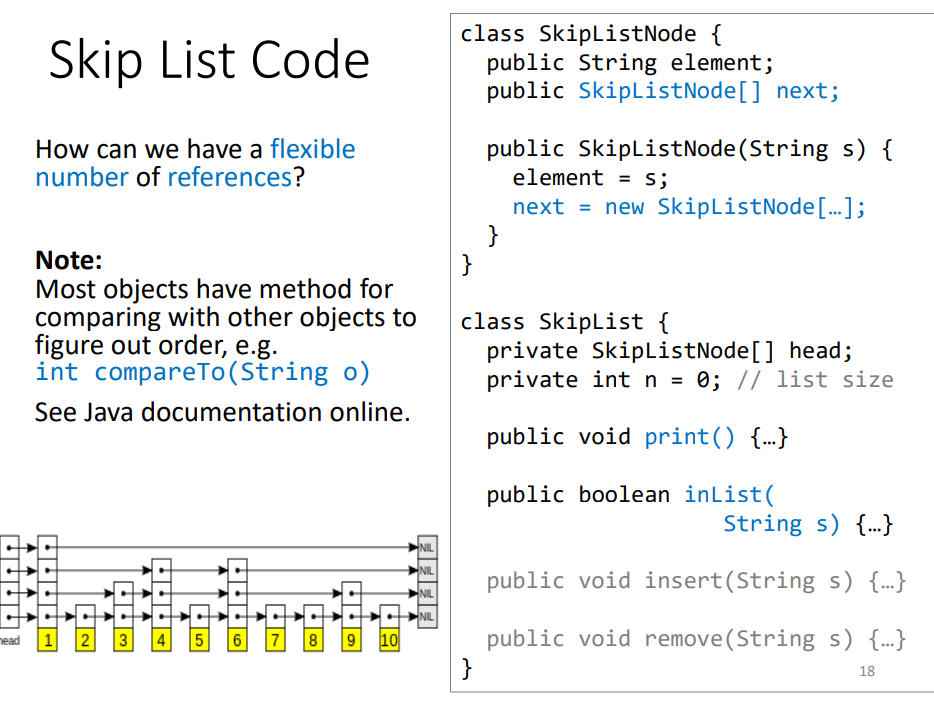 Skip List Code
How can we have a flexible
number of references?
Note:
Most objects have method for
comparing with other objects to
figure out order, e.g.
int compareTo(String o)
See Java documentation online.
NIL
NIL
NIL
NIL
head
1 2 3 4 5 6 7 8 9 10
class SkipListNode {
public String element;
public SkipListNode[] next;
public SkipListNode(String s) {
element = s;
next = new SkipListNode[…];
}
}
class SkipList {
private SkipListNode[] head;
private int n = 0; // list size
public void print() {…}
public boolean inList(
String s) {…}
public void insert(String s) {…}
public void remove(String s) {…}
}
18